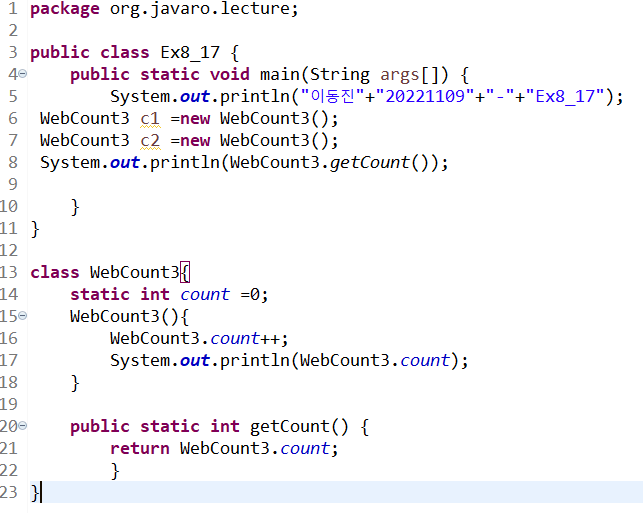 1 package org.javaro.lecture;
2
3 public class Ex8_17 {
4 public static void main(String args[]) {
5 System.out.println("이동진"+"20221109"+"-"+"Ex8_17");
6 WebCount3 c1 =new WebCount3();
7 WebCount3 c2 =new WebCount3();
8 System.out.println(WebCount3.getCount());
9
10 }
11 }
12
13 class WebCount3{
14 static int count =0;
15 WebCount3(){
16 WebCount3.count++;
17 System.out.println(WebCount3.count);
18 }
19
20 public static int getCount() {
21 return WebCount3.count;
22 }
23 }